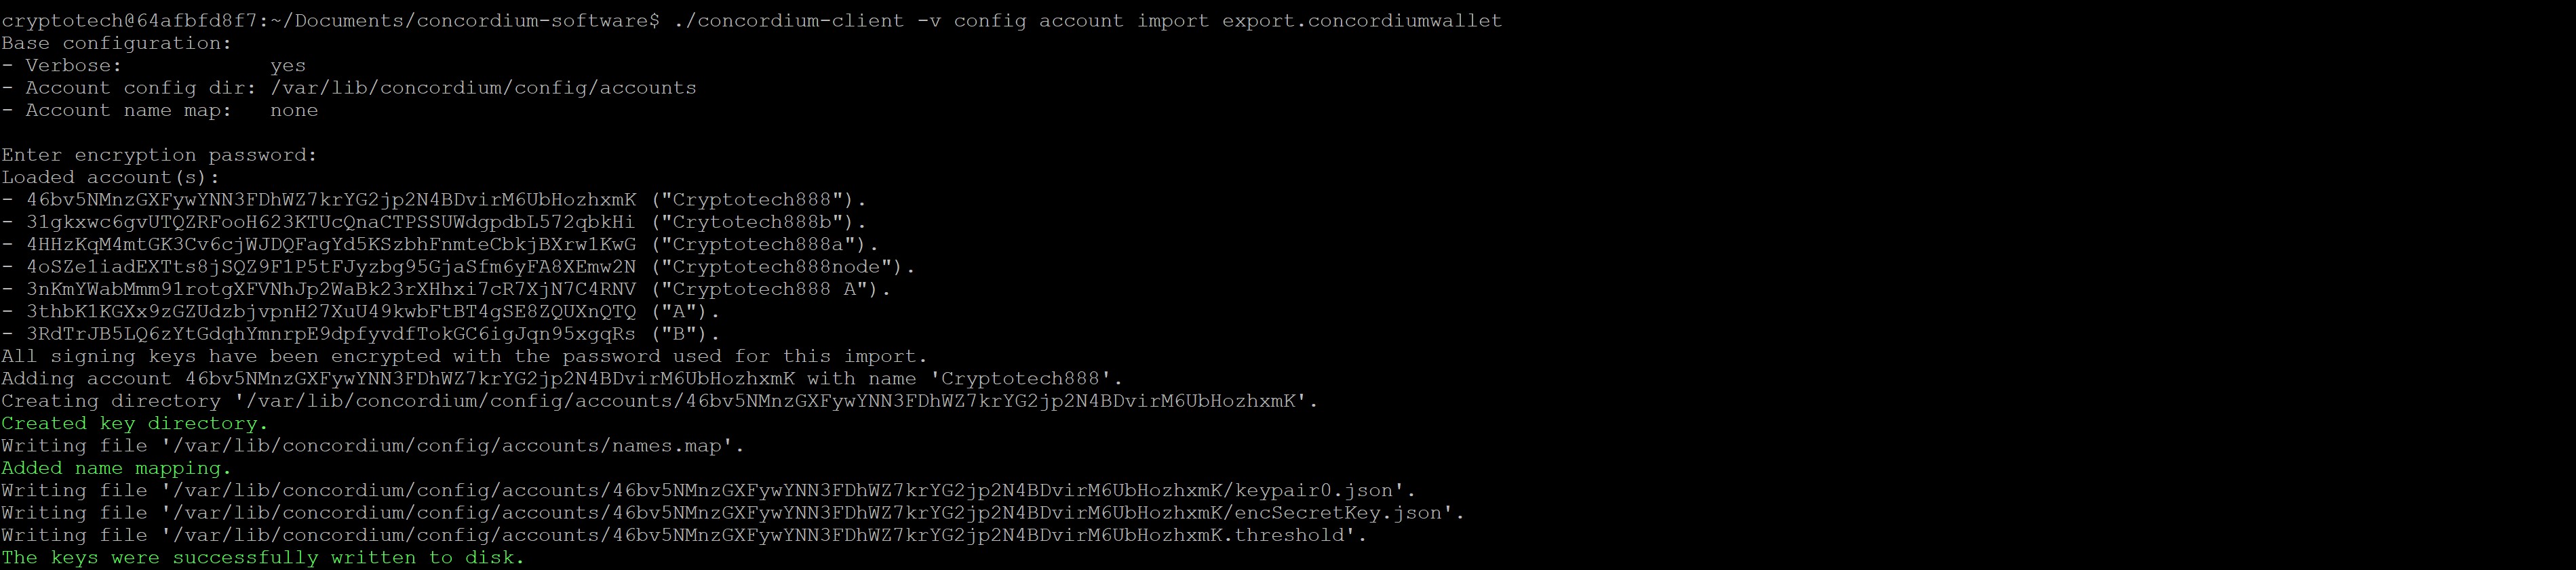 cryptotech@64afbfd8f7:~/Documents/concordium-software$ ./concordium-client -v config account import export.concordiumwallet
Base configuration:
- Verbose:            yes
- Account config dir: /var/lib/concordium/config/accounts
- Account name map:   none
Enter encryption password:
Loaded account(s):
- 46bv5NMnzGXFywYNN3FDhWZ7krYG2jp2N4BDvirM6UbHozhxmK ("Cryptotech888").
- 31gkxwc6gvUTQZRFooH623KTUcQnaCTPSSUWdgpdbL572qbkHi ("Crytotech888b").
- 4HHzKqM4mtGK3Cv6cjWJDQFagYd5KSzbhFnmteCbkjBXrw1KwG ("Cryptotech888a").
- 4oSZe1iadEXTts8jSQZ9F1P5tFJyzbg95GjaSfm6yFA8XEmw2N ("Cryptotech888node").
- 3nKmYWabMmm91rotgXFVNhJp2WaBk23rXHhxi7cR7XjN7C4RNV ("Cryptotech888 A").
- 3thbK1KGXx9zGZUdzbjvpnH27XuU49kwbFtBT4gSE8ZQUXnQTQ ("A").
- 3RdTrJB5LQ6zYtGdqhYmnrpE9dpfyvdfTokGC6igJqn95xgqRs ("B").
All signing keys have been encrypted with the password used for this import.
Adding account 46bv5NMnzGXFywYNN3FDhWZ7krYG2jp2N4BDvirM6UbHozhxmK with name 'Cryptotech888'.
Creating directory '/var/lib/concordium/config/accounts/46bv5NMnzGXFywYNN3FDhWZ7krYG2jp2N4BDvirM6UbHozhxmK'.
Created key directory.
Writing file '/var/lib/concordium/config/accounts/names.map'.
Added name mapping.
Writing file '/var/lib/concordium/config/accounts/46bv5NMnzGXFywYNN3FDhWZ7krYG2jp2N4BDvirM6UbHozhxmK/keypair0.json'.
Writing file '/var/lib/concordium/config/accounts/46bv5NMnzGXFywYNN3FDhWZ7krYG2jp2N4BDvirM6UbHozhxmK/encSecretKey.json'.
Writing file '/var/lib/concordium/config/accounts/46bv5NMnzGXFywYNN3FDhWZ7krYG2jp2N4BDvirM6UbHozhxmK.threshold'.
The keys were successfully written to disk.